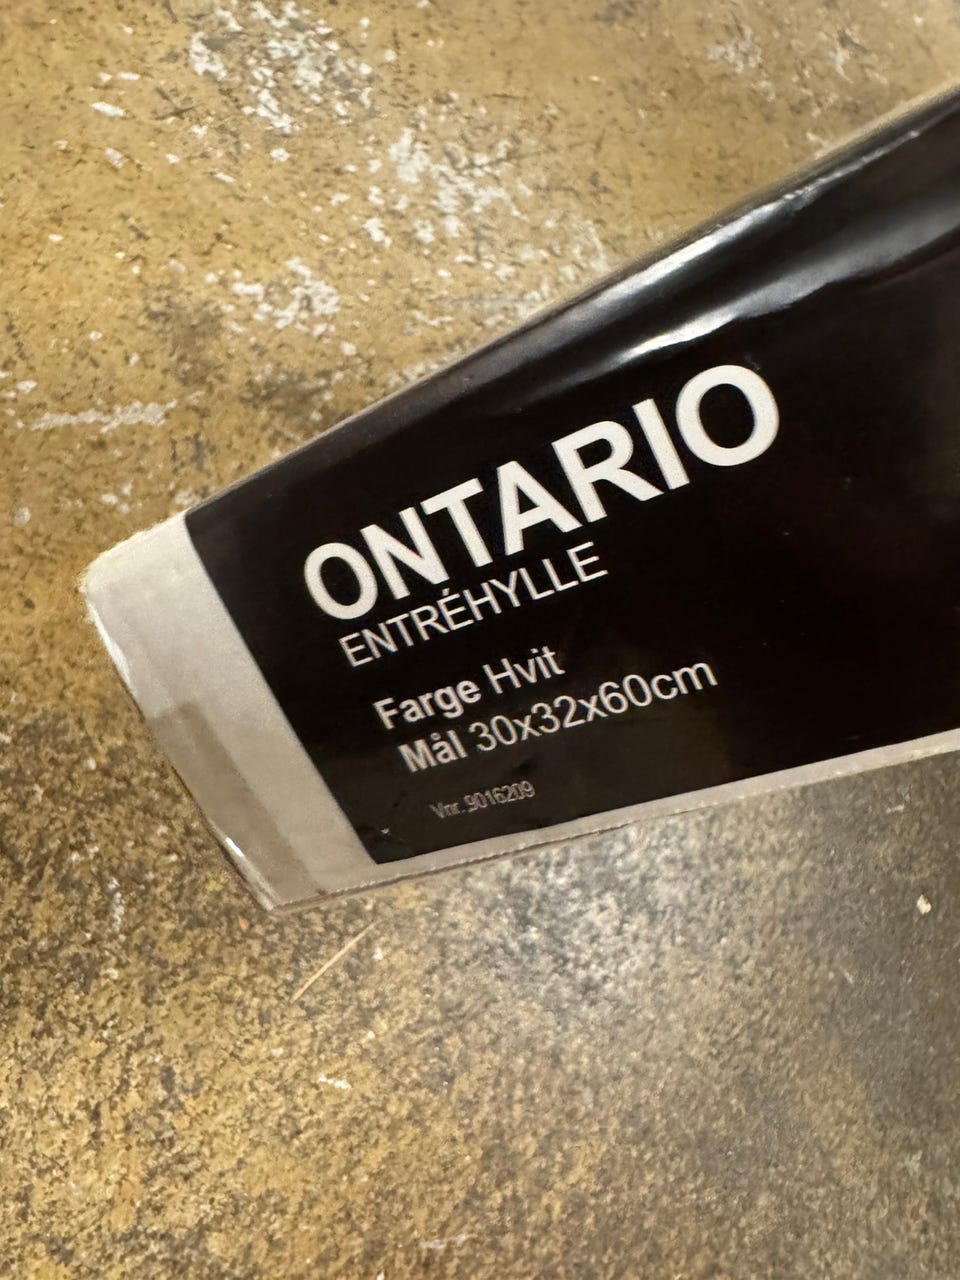 ONTARIO
ENTRÉHYLLE
Farge Hvit
Mål 30x32x60cm
Vnr. 9016209